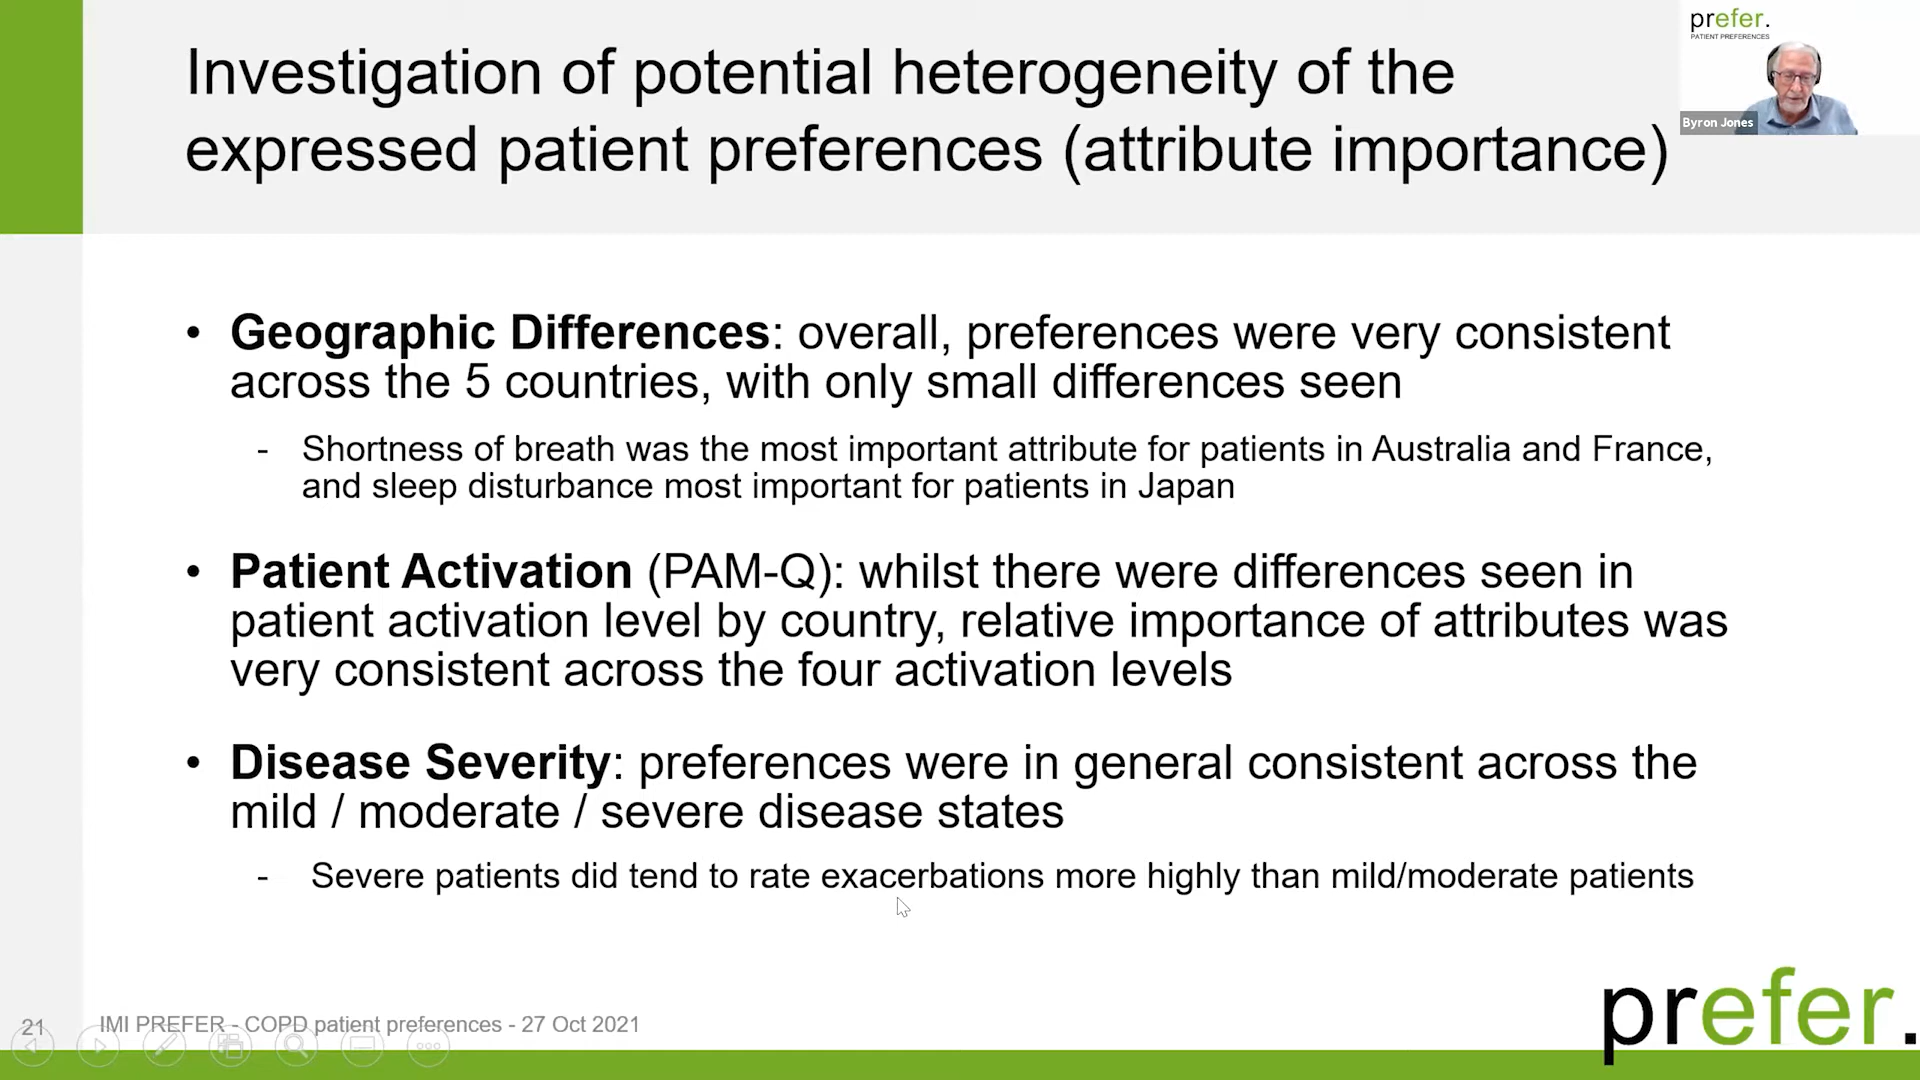 Investigation of potential heterogeneity of the
expressed patient preferences (attribute importance)
prefer.
PATIENT PREFERENCES
Byron Jones
• Geographic Differences: overall, preferences were very consistent
across the 5 countries, with only small differences seen
- Shortness of breath was the most important attribute for patients in Australia and France,
and sleep disturbance most important for patients in Japan
• Patient Activation (PAM-Q): whilst there were differences seen in
patient activation level by country, relative importance of attributes was
very consistent across the four activation levels
• Disease Severity: preferences were in general consistent across the
mild / moderate / severe disease states
- Severe patients did tend to rate exacerbations more highly than mild/moderate patients
21 IMI PREFER - COPD patient preferences - 27 Oct 2021
prefer.